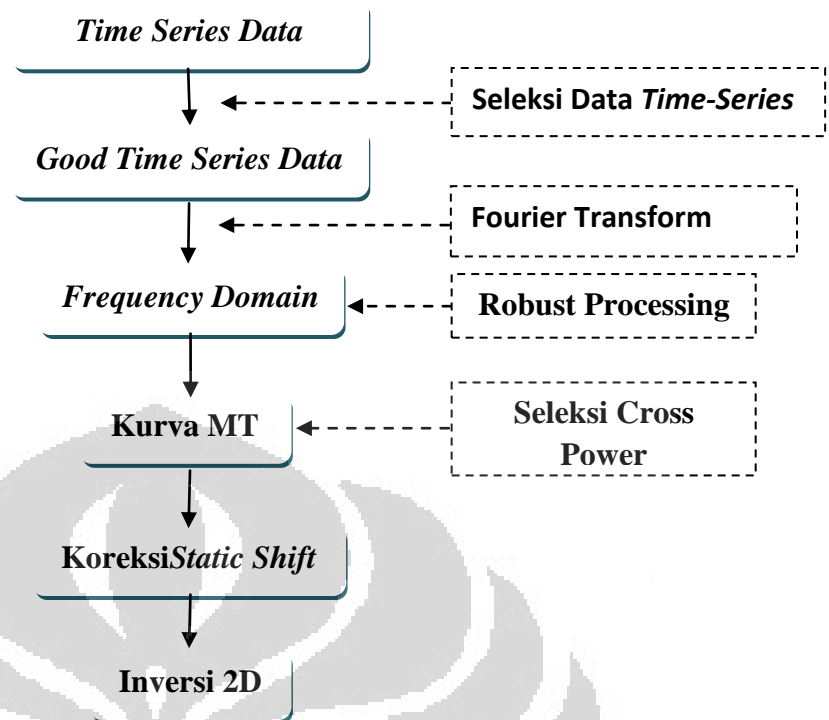 Time Series Data
Seleksi Data Time-Series
Good Time Series Data
Fourier Transform
Frequency Domain
Robust Processing
Kurva MT
Seleksi Cross
Power
KoreksiStatic Shift
Inversi 2D